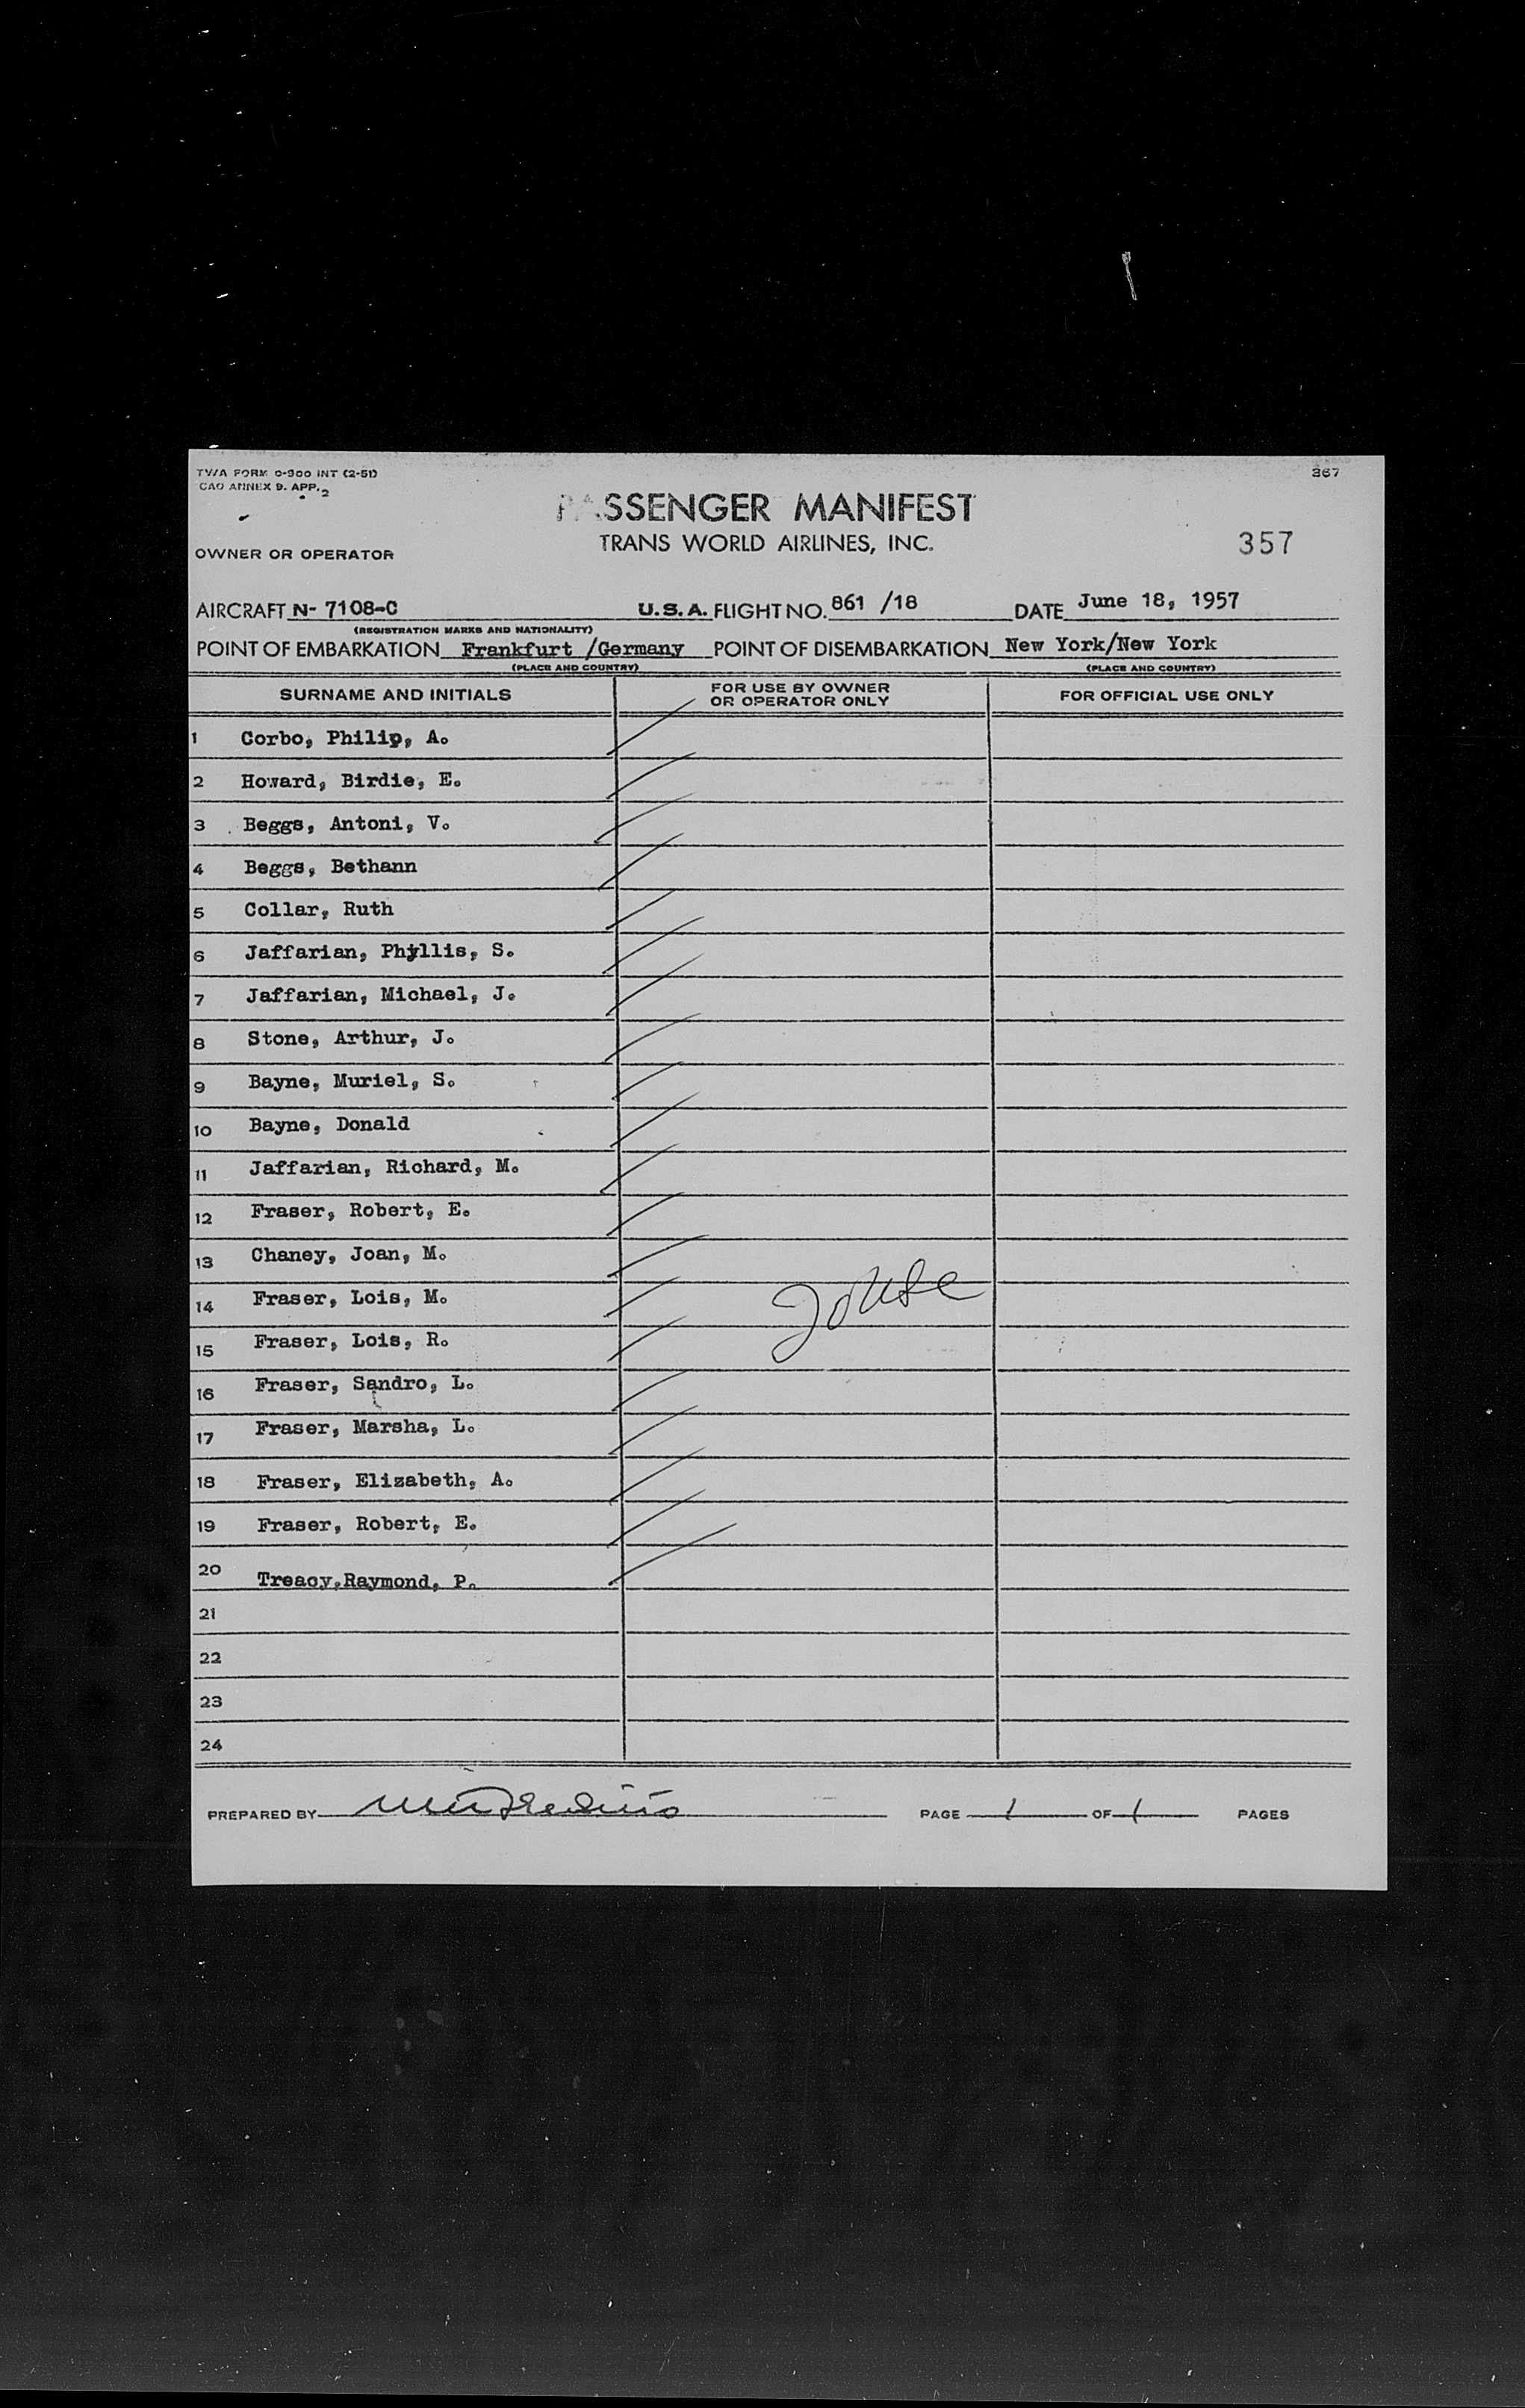 TWA FORM O-900 INT (2-51)
CAO ANNEX 9. APP. 2
367
PASSENGER MANIFEST
TRANS WORLD AIRLINES, INC.
357
OWNER OR OPERATOR
AIRCRAFT N- 7108-C U.S.A. FLIGHT NO. 861 /18 DATE June 18, 1957
(REGISTRATION MARKS AND NATIONALITY)
POINT OF EMBARKATION Frankfurt /Germany POINT OF DISEMBARKATION New York/New York
(PLACE AND COUNTRY) (PLACE AND COUNTRY)
SURNAME AND INITIALS FOR USE BY OWNER OR OPERATOR ONLY FOR OFFICIAL USE ONLY
1 Corbo, Philip, A.
2 Howard, Birdie, E.
3 Beggs, Antoni, V.
4 Beggs, Bethann
5 Collar, Ruth
6 Jaffarian, Phyllis, S.
7 Jaffarian, Michael, J.
8 Stone, Arthur, J.
9 Bayne, Muriel, S.
10 Bayne, Donald
11 Jaffarian, Richard, M.
12 Fraser, Robert, E.
13 Chaney, Joan, M.
14 Fraser, Lois, M.
15 Fraser, Lois, R.
16 Fraser, Sandro, L.
17 Fraser, Marsha, L.
18 Fraser, Elizabeth, A.
19 Fraser, Robert, E.
20 Treacy,Raymond, P.
21
22
23
24
PREPARED BY PAGE 1 OF 1 PAGES